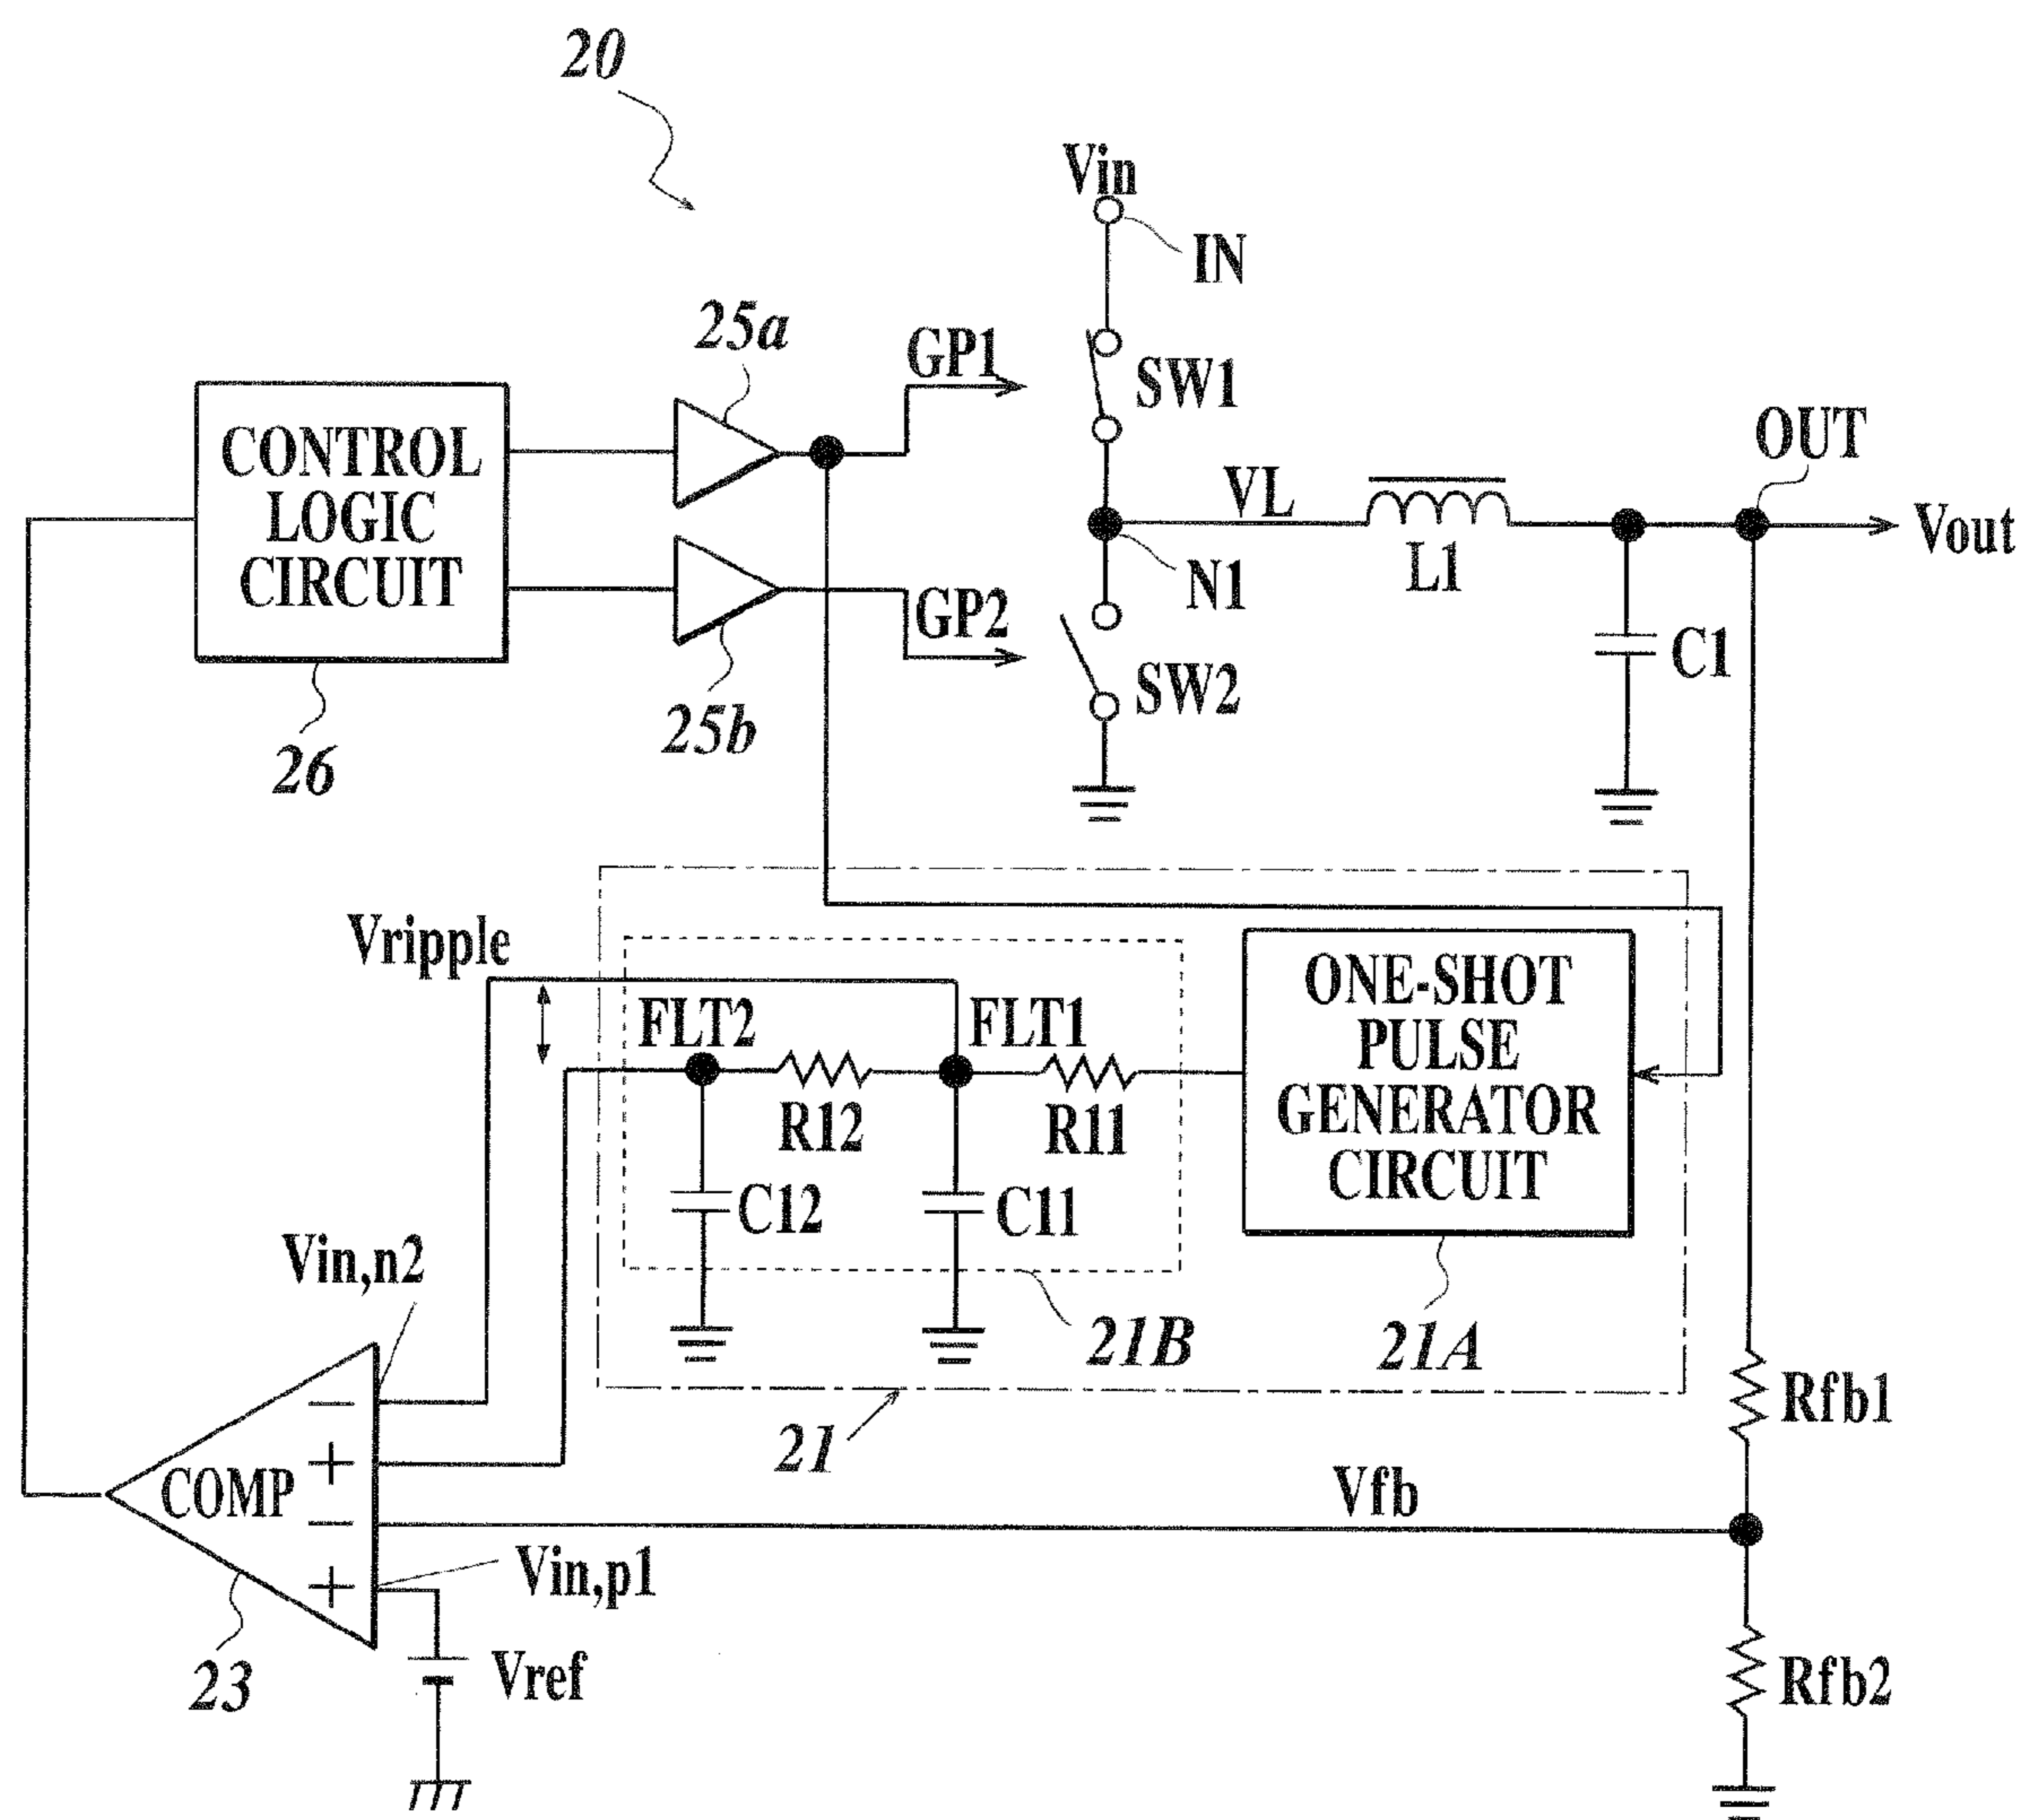 20
Vin
IN
25a
GP1
SW1
OUT
CONTROL
LOGIC
CIRCUIT
VL
Vout
L1
N1
GP2
C1
SW2
25b
26
Vripple
ONE-SHOT
PULSE
GENERATOR
CIRCUIT
FLT2
FLT1
R12
R11
C12
C11
Vin,n2
21B
21A
Rfb1
21
−
+
COMP
−
+
Vfb
Vin,p1
23
Vref
Rfb2